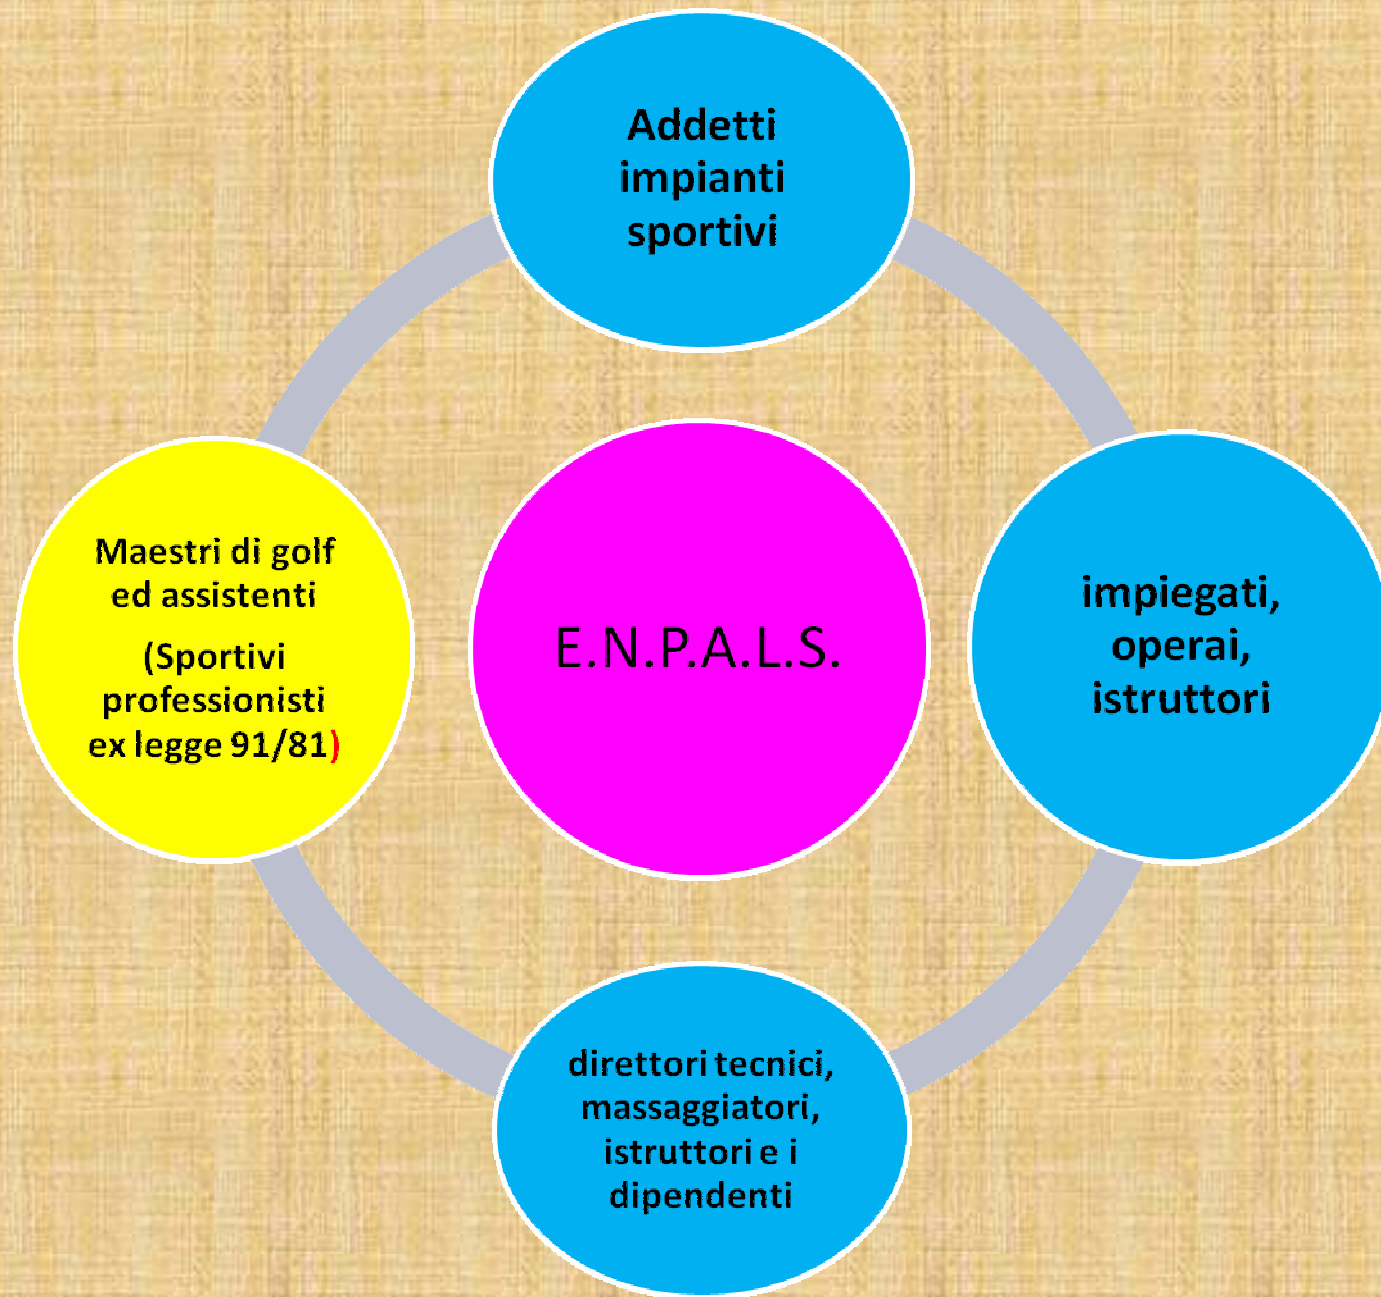 Addetti
impianti
sportivi
Maestri di golf
ed assistenti
(Sportivi
professionisti
ex legge 91/81)
E.N.P.A.L.S.
impiegati,
operai,
istruttori
direttori tecnici,
massaggiatori,
istruttori e i
dipendenti